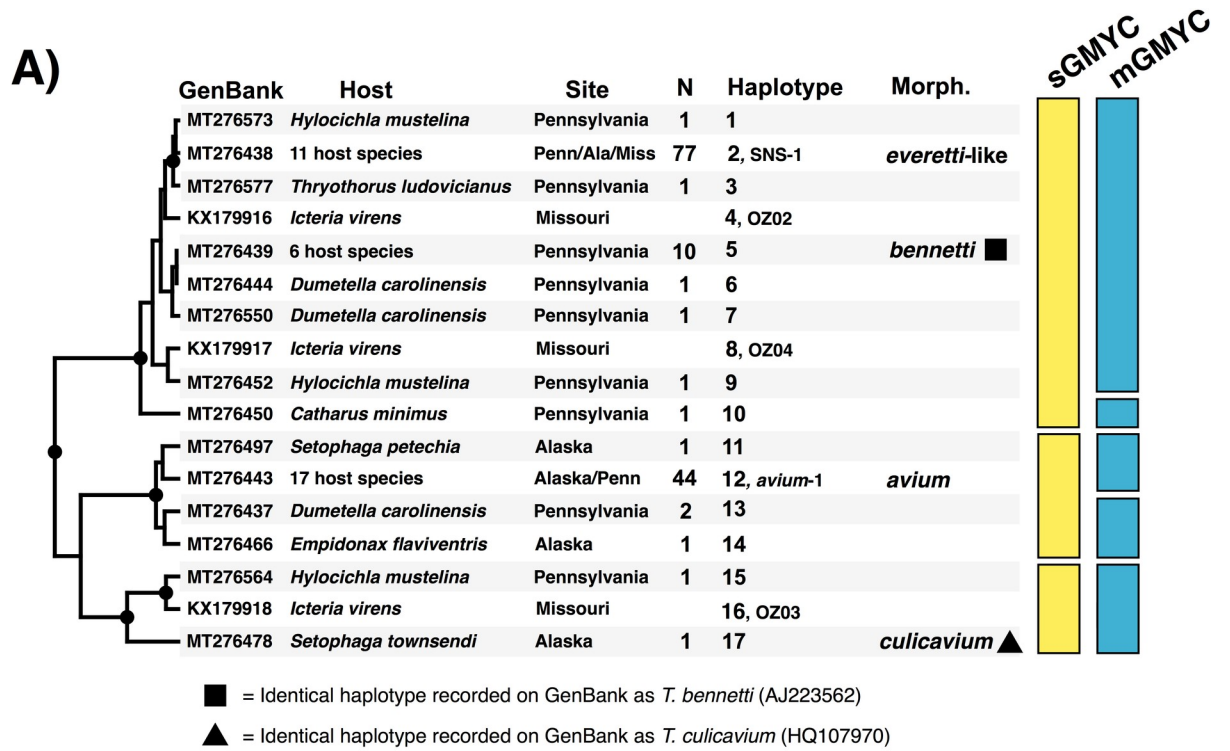 A)
GenBank Host Site N Haplotype Morph. sGMYC mGMYC
MT276573 Hylocichla mustelina Pennsylvania 1 1
MT276438 11 host species Penn/Ala/Miss 77 2, SNS-1 everetti-like
MT276577 Thryothorus ludovicianus Pennsylvania 1 3
KX179916 Icteria virens Missouri 4, OZ02
MT276439 6 host species Pennsylvania 10 5 bennetti
MT276444 Dumetella carolinensis Pennsylvania 1 6
MT276550 Dumetella carolinensis Pennsylvania 1 7
KX179917 Icteria virens Missouri 8, OZ04
MT276452 Hylocichla mustelina Pennsylvania 1 9
MT276450 Catharus minimus Pennsylvania 1 10
MT276497 Setophaga petechia Alaska 1 11
MT276443 17 host species Alaska/Penn 44 12, avium-1 avium
MT276437 Dumetella carolinensis Pennsylvania 2 13
MT276466 Empidonax flaviventris Alaska 1 14
MT276564 Hylocichla mustelina Pennsylvania 1 15
KX179918 Icteria virens Missouri 16, OZ03
MT276478 Setophaga townsendi Alaska 1 17 culicavium
= Identical haplotype recorded on GenBank as T. bennetti (AJ223562)
= Identical haplotype recorded on GenBank as T. culicavium (HQ107970)